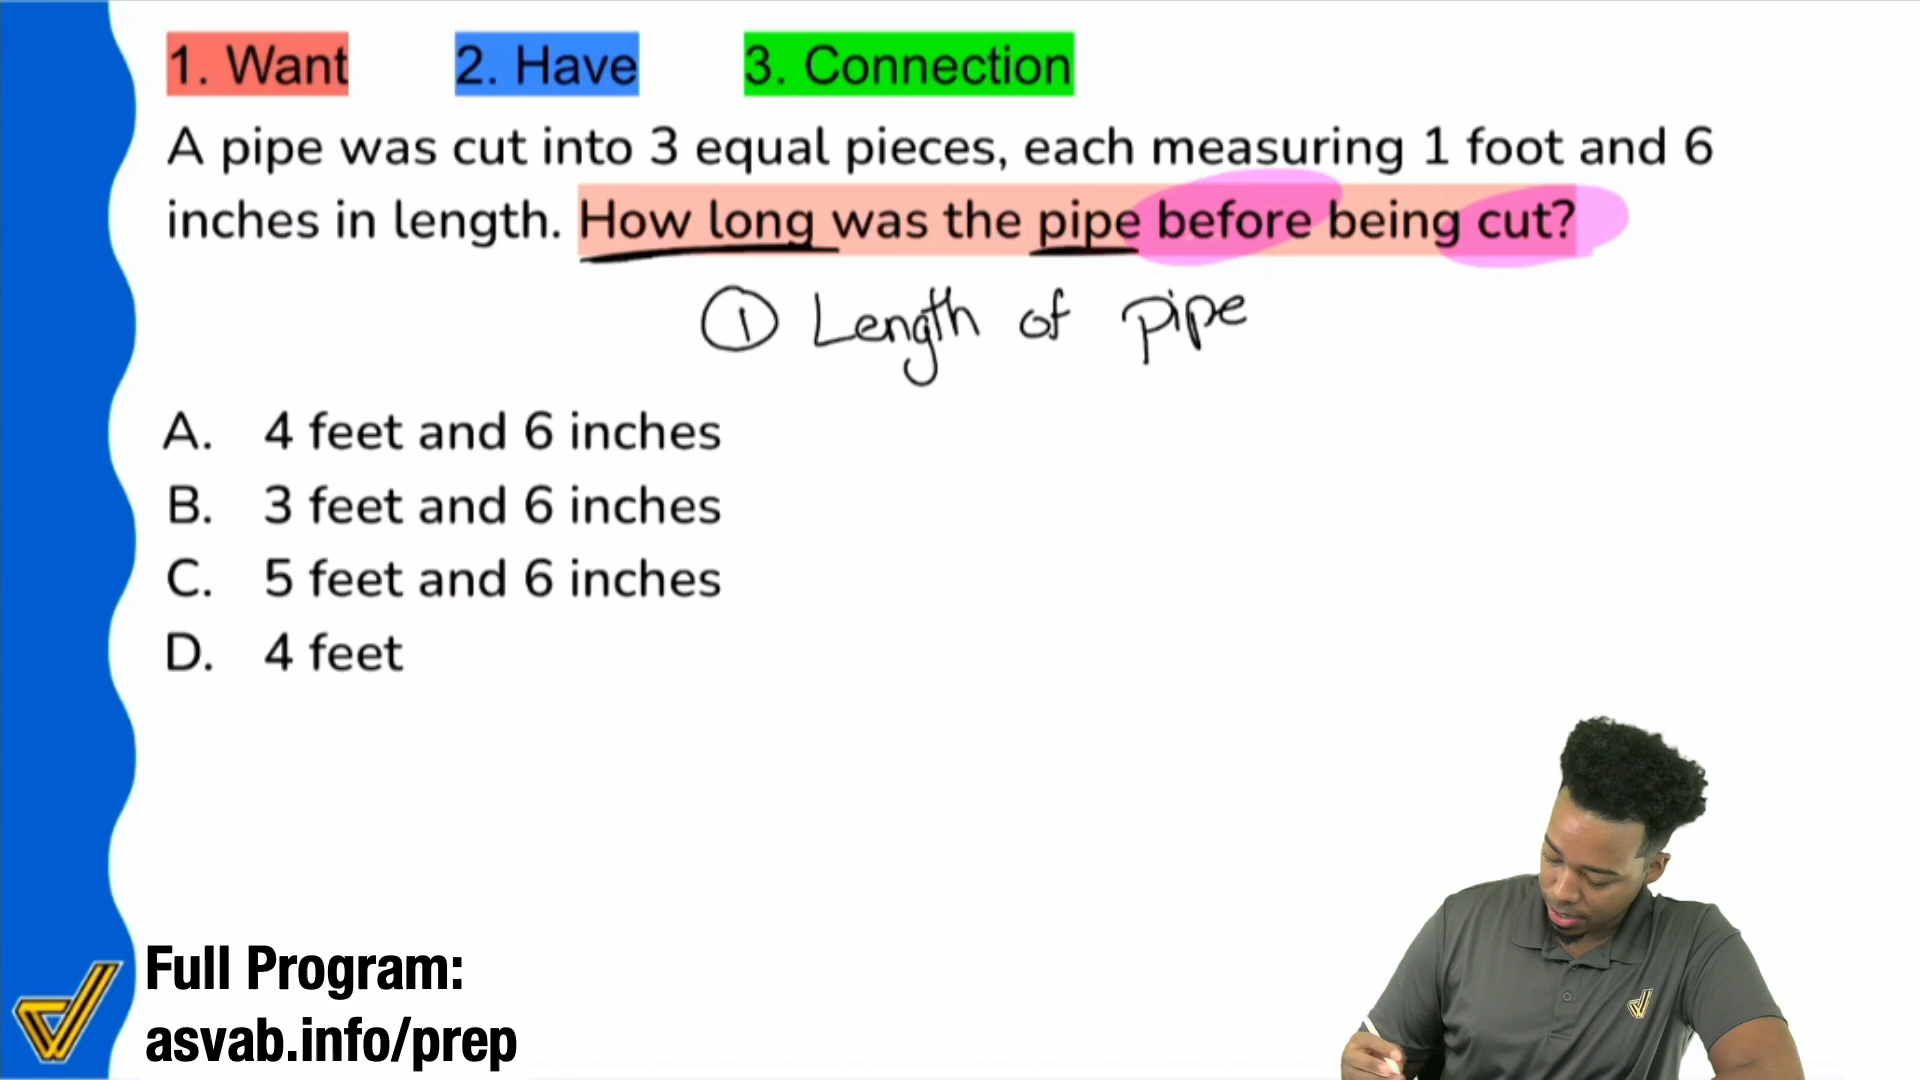 1. Want 2. Have 3. Connection
A pipe was cut into 3 equal pieces, each measuring 1 foot and 6
inches in length. How long was the pipe before being cut?
① Length of pipe
A. 4 feet and 6 inches
B. 3 feet and 6 inches
C. 5 feet and 6 inches
D. 4 feet
Full Program:
asvab.info/prep